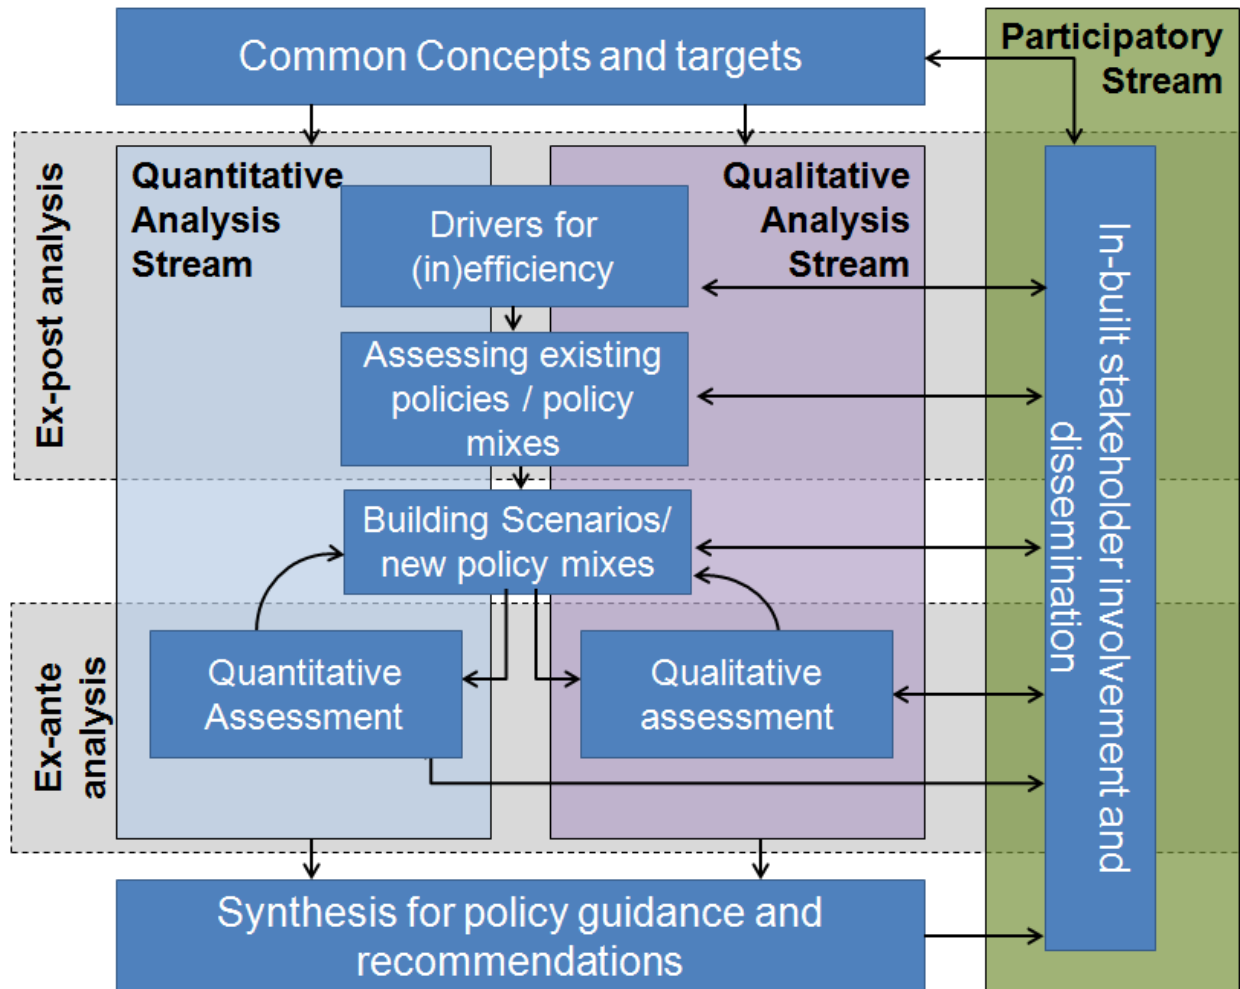 Common Concepts and targets
Participatory
Stream
Ex-post analysis
Quantitative
Analysis
Stream
Qualitative
Analysis
Stream
Drivers for
(in)efficiency
Assessing existing
policies / policy
mixes
Building Scenarios/
new policy mixes
In-built stakeholder involvement and
dissemination
Ex-ante
analysis
Quantitative
Assessment
Qualitative
assessment
Synthesis for policy guidance and
recommendations